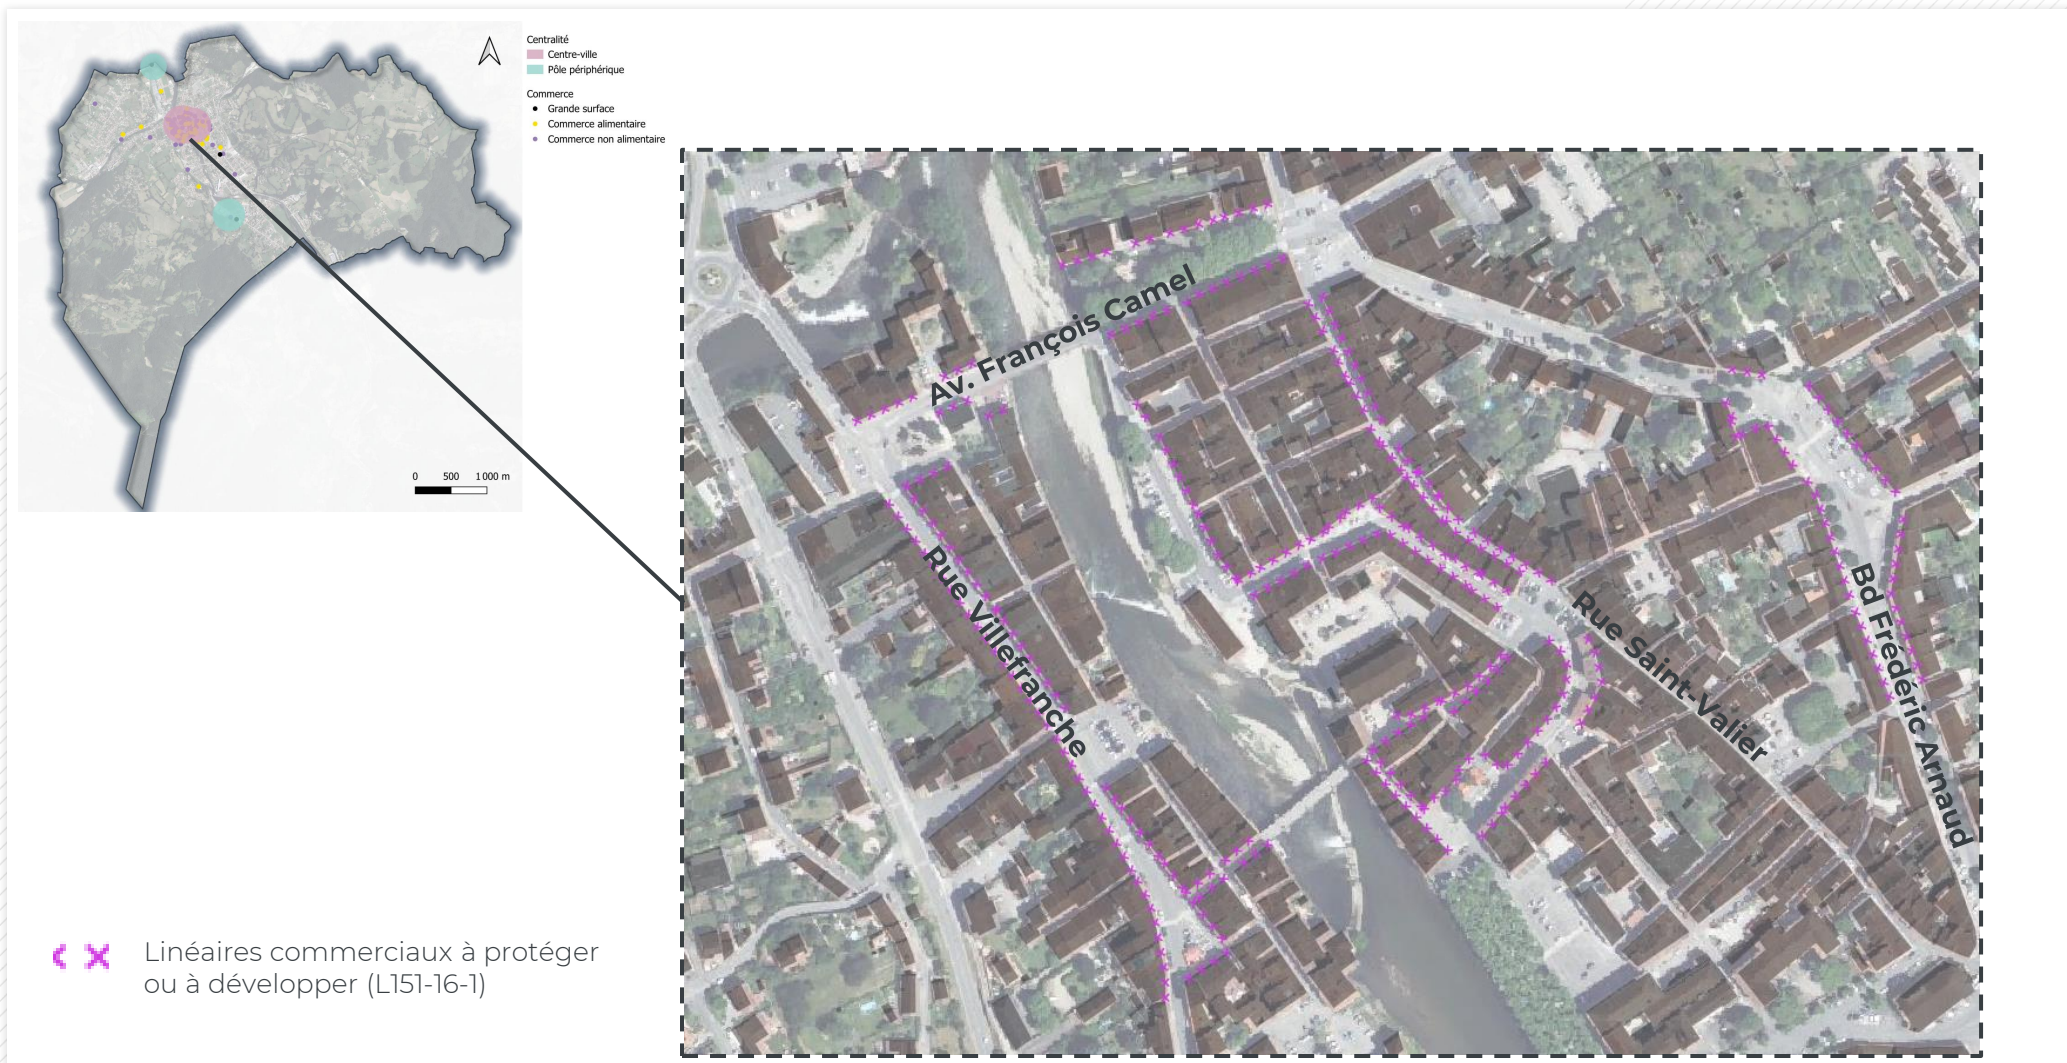 Centralité
Centre-ville
Pôle périphérique
Commerce
Grande surface
Commerce alimentaire
Commerce non alimentaire
0 500 1 000 m
Av. François Camel
Rue Villefranche
Rue Saint-Valier
Bd Frédéric Arnaud
Linéaires commerciaux à protéger
ou à développer (L151-16-1)